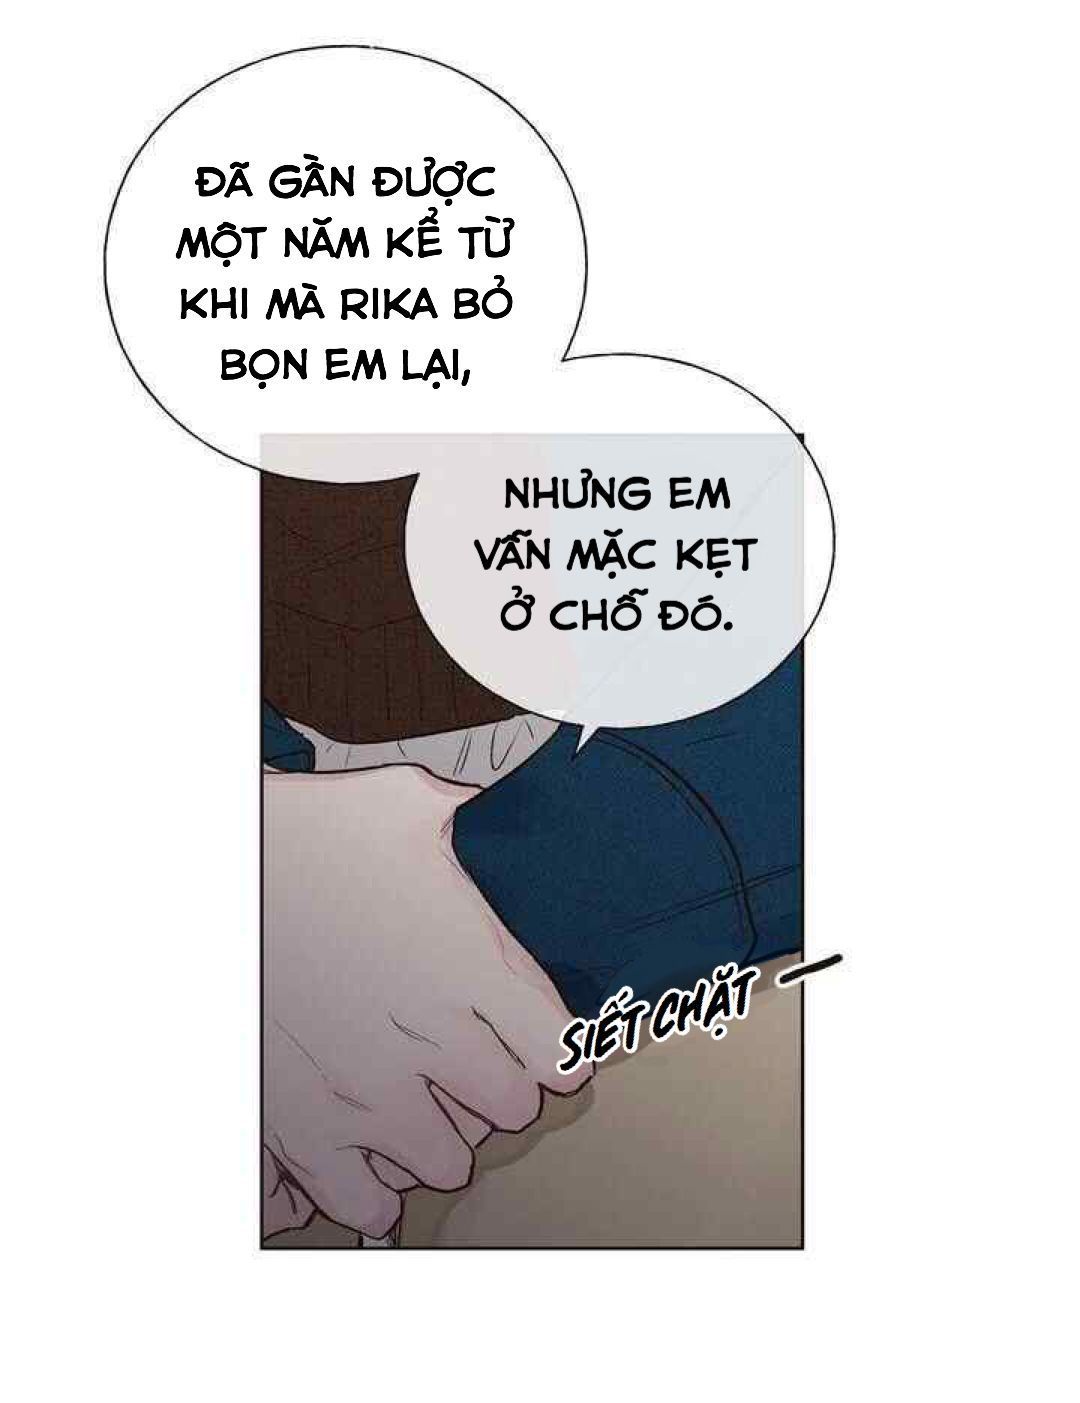 ĐÃ GẦN ĐƯỢC
MỘT NĂM KỂ TỪ
KHI MÀ RIKA BỎ
BỌN EM LẠI,
NHƯNG EM
VẪN MẮC KẸT
Ở CHỖ ĐÓ.
SIẾT CHẶT